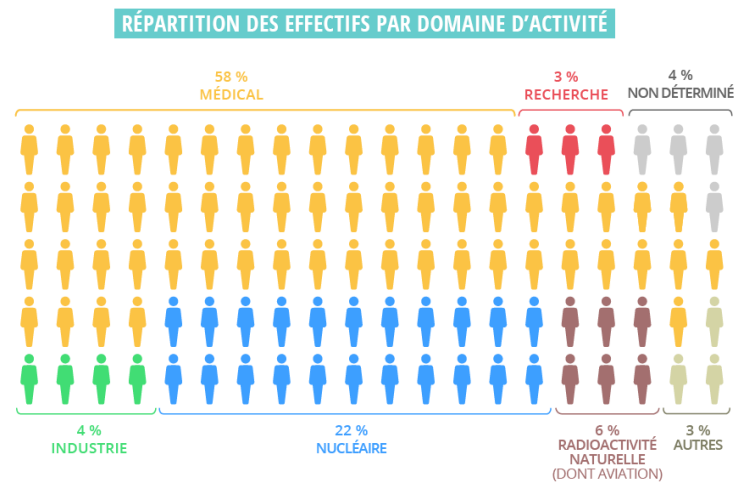 RÉPARTITION DES EFFECTIFS PAR DOMAINE D'ACTIVITÉ
58 %
MÉDICAL
3 %
RECHERCHE
4 %
NON DÉTERMINÉ
4 %
INDUSTRIE
22 %
NUCLÉAIRE
6 %
RADIOACTIVITÉ
NATURELLE
(DONT AVIATION)
3 %
AUTRES